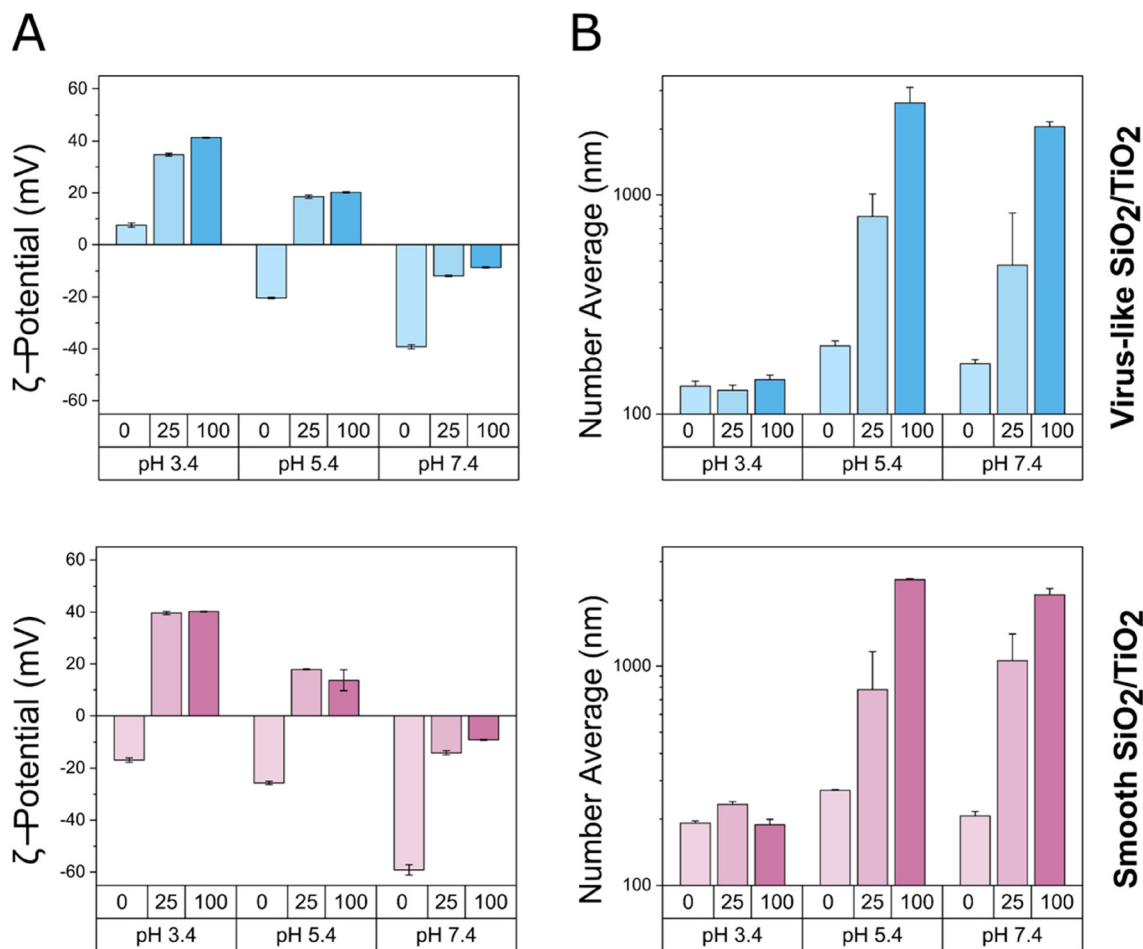 A
B
60
40
20
0
-20
-40
-60
ζ–Potential (mV)
0 25 100 0 25 100 0 25 100
pH 3.4 pH 5.4 pH 7.4
1000
100
Number Average (nm)
0 25 100 0 25 100 0 25 100
pH 3.4 pH 5.4 pH 7.4
Virus-like SiO2/TiO2
60
40
20
0
-20
-40
-60
ζ–Potential (mV)
0 25 100 0 25 100 0 25 100
pH 3.4 pH 5.4 pH 7.4
1000
100
Number Average (nm)
0 25 100 0 25 100 0 25 100
pH 3.4 pH 5.4 pH 7.4
Smooth SiO2/TiO2